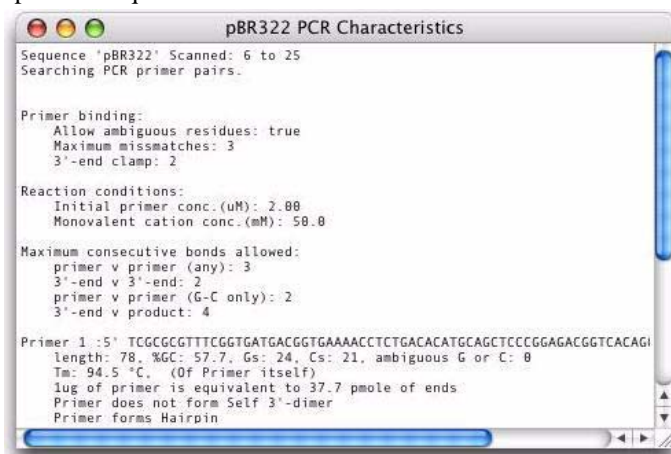 pBR322 PCR Characteristics
Sequence 'pBR322' Scanned: 6 to 25
Searching PCR primer pairs.
Primer binding:
Allow ambiguous residues: true
Maximum missmatches: 3
3'-end clamp: 2
Reaction conditions:
Initial primer conc.(uM): 2.00
Monovalent cation conc.(mM): 50.0
Maximum consecutive bonds allowed:
primer v primer (any): 3
3'-end v 3'-end: 2
primer v primer (G-C only): 2
3'-end v product: 4
Primer 1 :5' TCGCGCGTTTCGGTGATGACGGTGAAAACCTCTGACACATGCAGCTCCCGGAGACGGTCACAG
length: 78, %GC: 57.7, Gs: 24, Cs: 21, ambiguous G or C: 0
Tm: 94.5 °C, (Of Primer itself)
1ug of primer is equivalent to 37.7 pmole of ends
Primer does not form Self 3'-dimer
Primer forms Hairpin